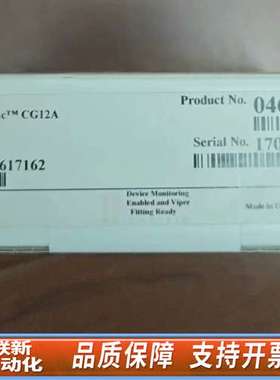 c™ CG12A
Product No. 046
617162
Serial No. 170
Device Monitoring
Enabled and Viper
Fitting Ready
Made in U
联新
动化
品质保障 支持开票